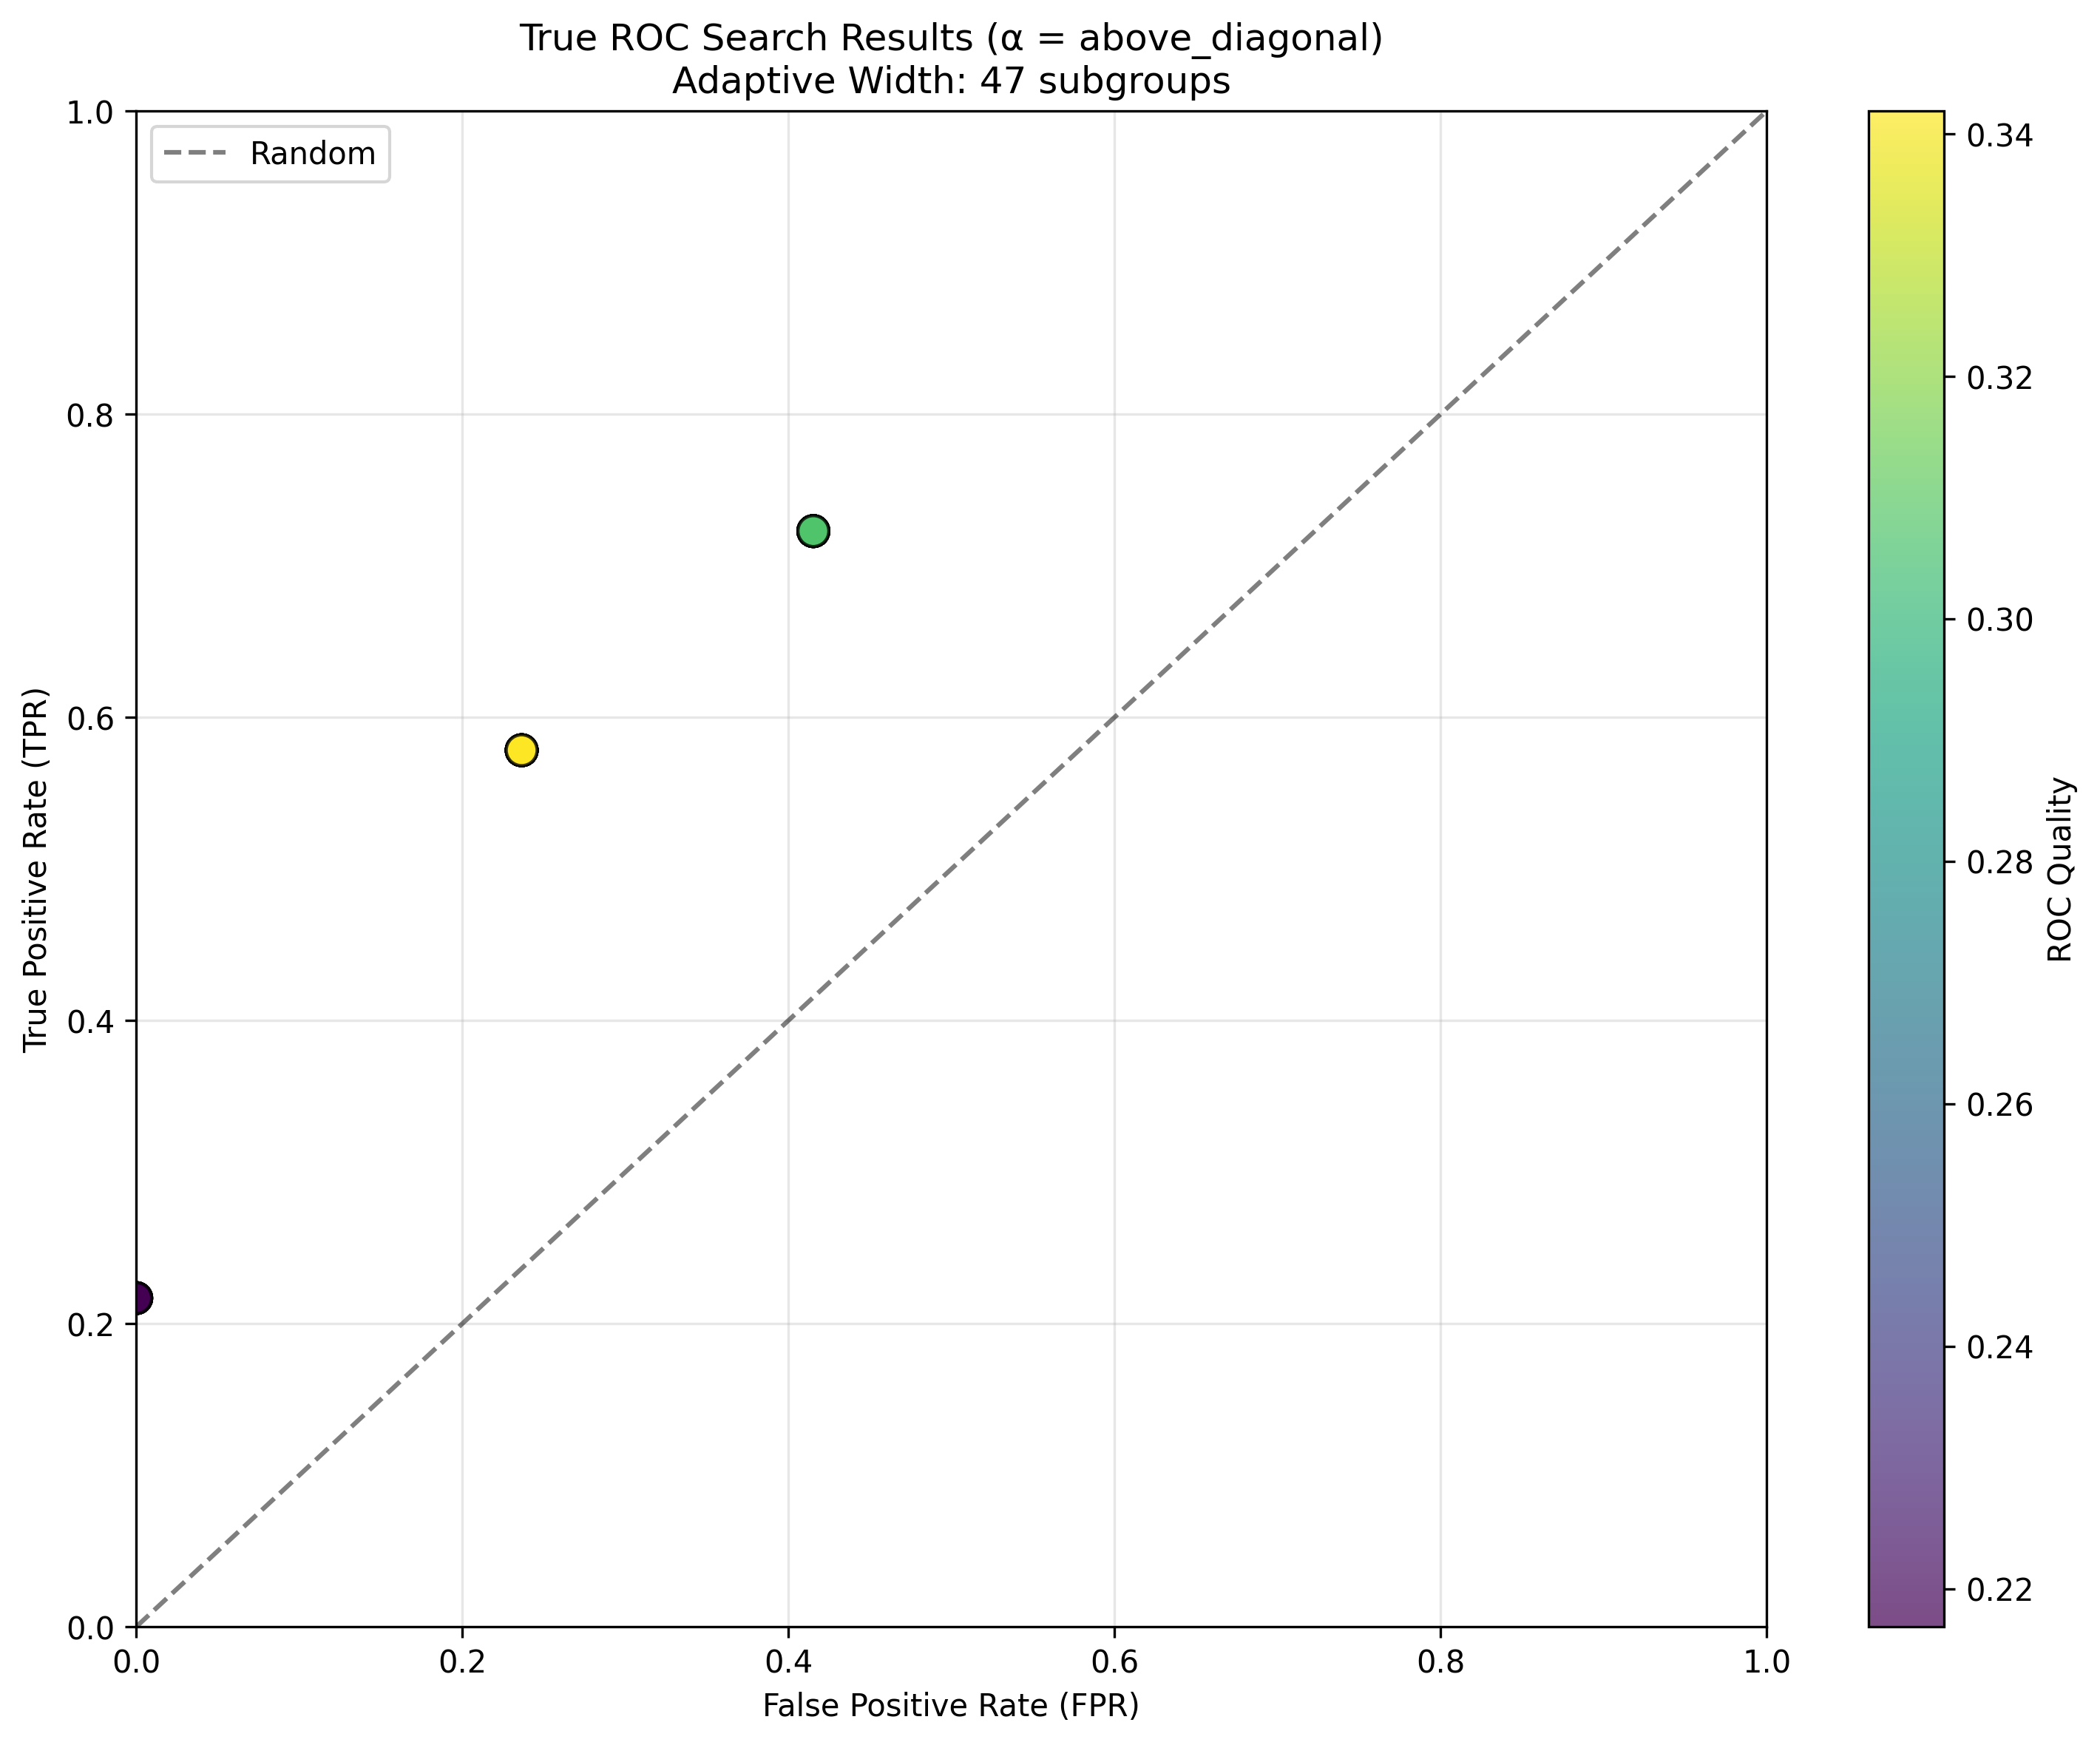 True ROC Search Results (α = above_diagonal)
Adaptive Width: 47 subgroups
Random
True Positive Rate (TPR)
1.0
0.8
0.6
0.4
0.2
0.0
0.0 0.2 0.4 0.6 0.8 1.0
False Positive Rate (FPR)
0.34
0.32
0.30
0.28
0.26
0.24
0.22
ROC Quality